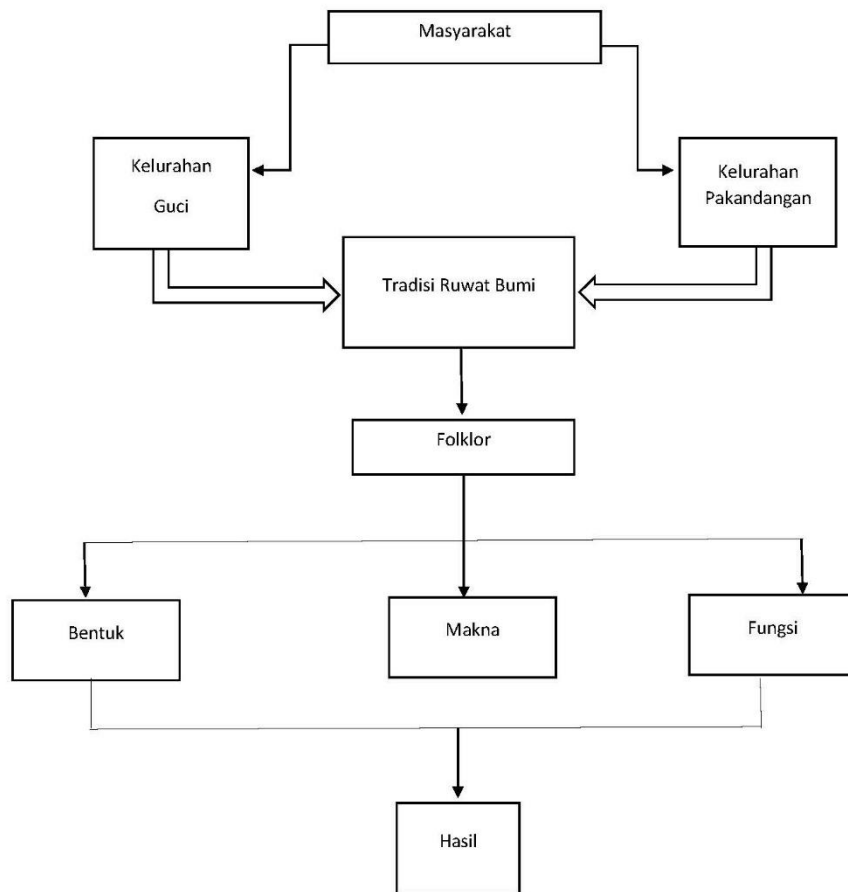 Masyarakat
Kelurahan
Guci
Kelurahan
Pakandangan
Tradisi Ruwat Bumi
Folklor
Bentuk
Makna
Fungsi
Hasil